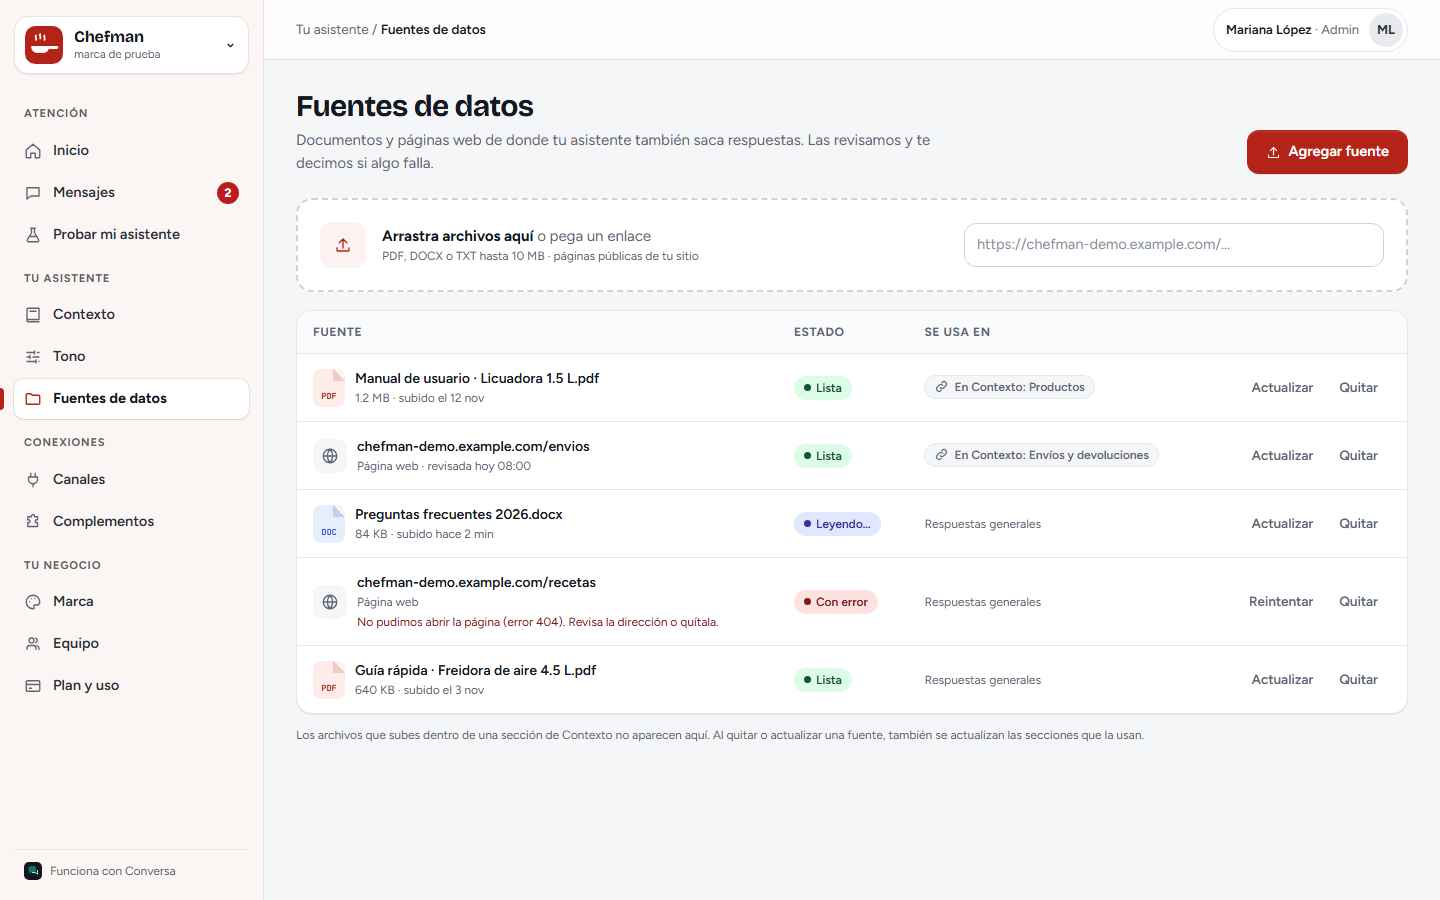 Chefman
marca de prueba
ATENCIÓN
Inicio
Mensajes
2
Probar mi asistente
TU ASISTENTE
Contexto
Tono
Fuentes de datos
CONEXIONES
Canales
Complementos
TU NEGOCIO
Marca
Equipo
Plan y uso
Funciona con Conversa
Tu asistente / Fuentes de datos
Mariana López · Admin
ML
Fuentes de datos
Documentos y páginas web de donde tu asistente también saca respuestas. Las revisamos y te
decimos si algo falla.
Agregar fuente
Arrastra archivos aquí o pega un enlace
PDF, DOCX o TXT hasta 10 MB · páginas públicas de tu sitio
https://chefman-demo.example.com/...
FUENTE ESTADO SE USA EN
PDF
Manual de usuario · Licuadora 1.5 L.pdf
1.2 MB · subido el 12 nov
Lista
En Contexto: Productos
Actualizar
Quitar
chefman-demo.example.com/envios
Página web · revisada hoy 08:00
Lista
En Contexto: Envíos y devoluciones
Actualizar
Quitar
DOC
Preguntas frecuentes 2026.docx
84 KB · subido hace 2 min
Leyendo...
Respuestas generales
Actualizar
Quitar
chefman-demo.example.com/recetas
Página web
No pudimos abrir la página (error 404). Revisa la dirección o quítala.
Con error
Respuestas generales
Reintentar
Quitar
PDF
Guía rápida · Freidora de aire 4.5 L.pdf
640 KB · subido el 3 nov
Lista
Respuestas generales
Actualizar
Quitar
Los archivos que subes dentro de una sección de Contexto no aparecen aquí. Al quitar o actualizar una fuente, también se actualizan las secciones que la usan.